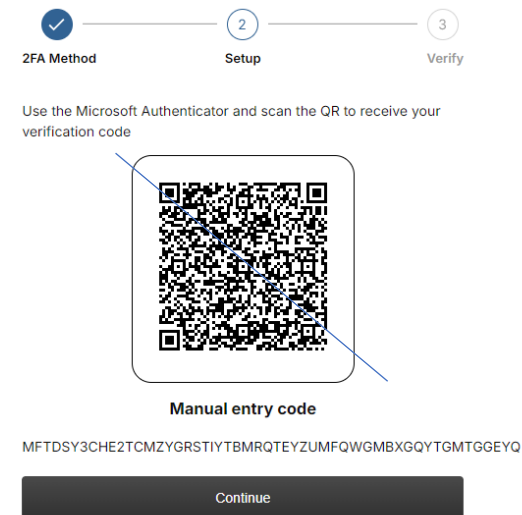 2 3
2FA Method Setup Verify
Use the Microsoft Authenticator and scan the QR to receive your
verification code
Manual entry code
MFTDSY3CHE2TCMZYGRSTIYTBMRQTEYZUMFQWGMBXGQYTGMTGGEYQ
Continue